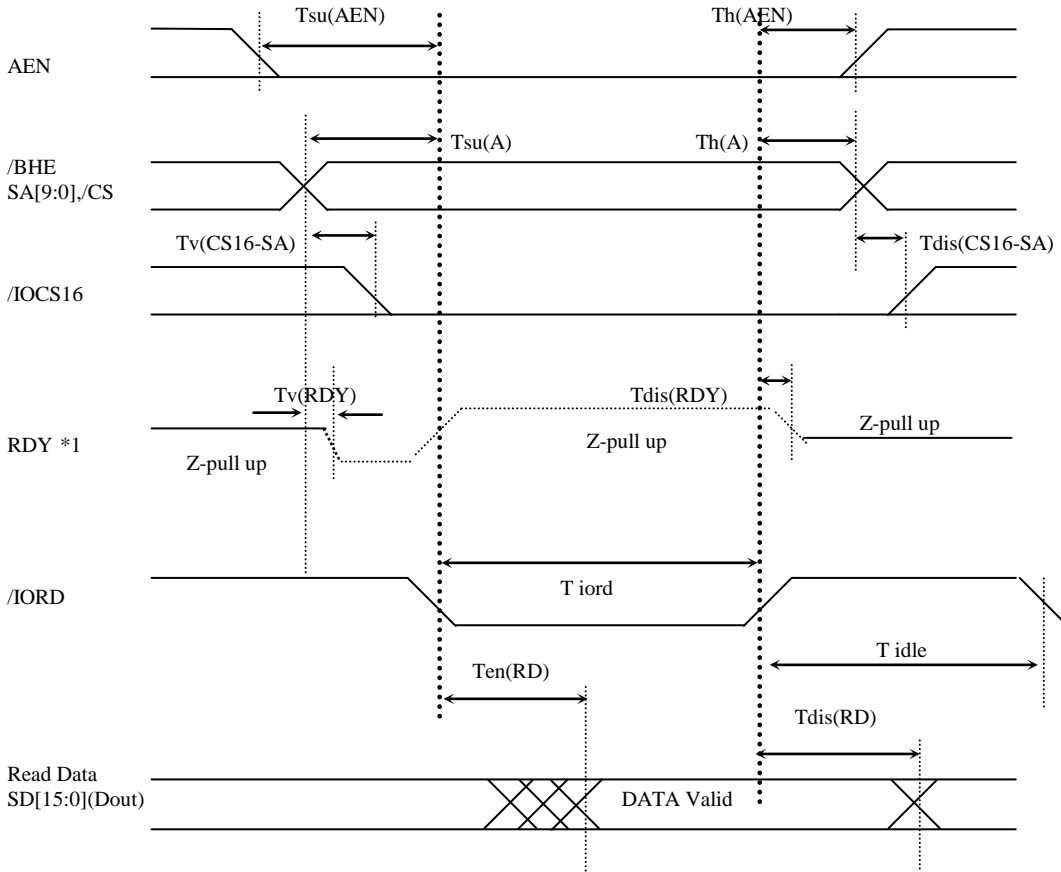 Tsu(AEN)
Th(AEN)
AEN
Tsu(A)
Th(A)
/BHE
SA[9:0],/CS
Tv(CS16-SA)
Tdis(CS16-SA)
/IOCS16
Tv(RDY)
Tdis(RDY)
RDY *1
Z-pull up
Z-pull up
Z-pull up
/IORD
T iord
T idle
Ten(RD)
Tdis(RD)
Read Data
SD[15:0](Dout)
DATA Valid